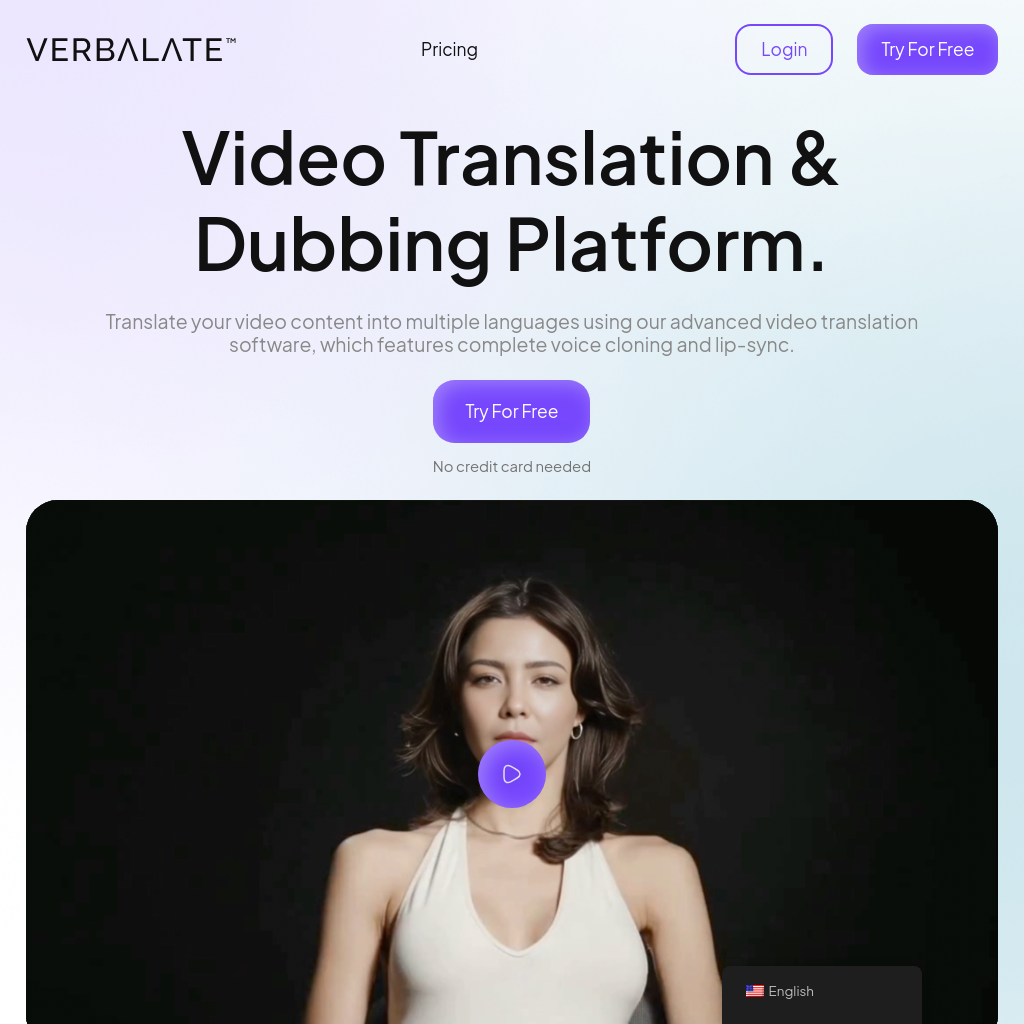 VERBALATE™
Pricing
Login
Try For Free
Video Translation &
Dubbing Platform.
Translate your video content into multiple languages using our advanced video translation
software, which features complete voice cloning and lip-sync.
Try For Free
No credit card needed
English